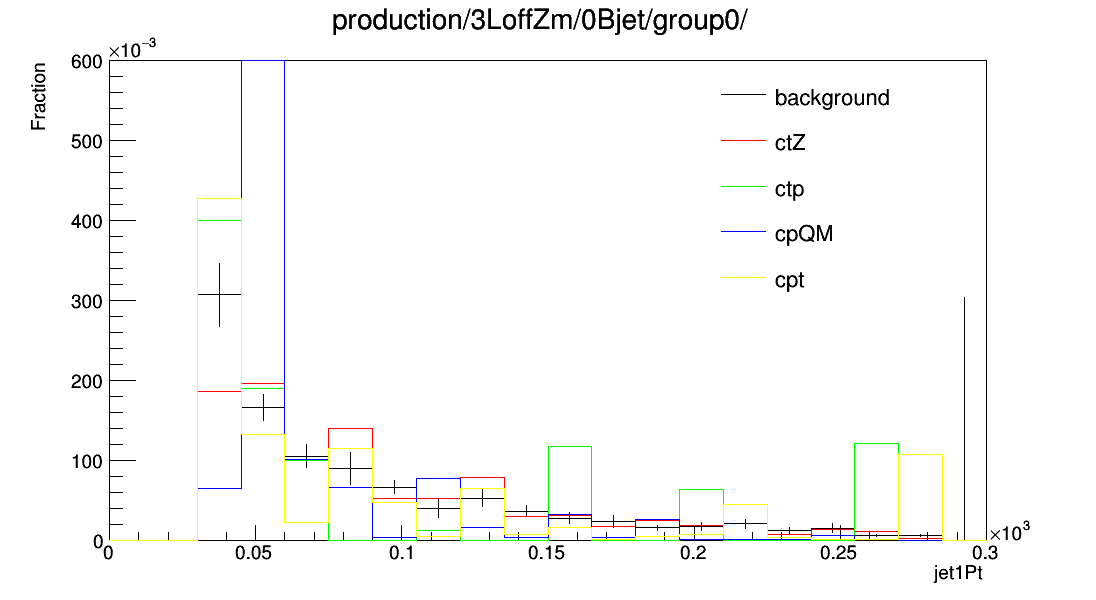 production/3LoffZm/0Bjet/group0/
×10⁻³
Fraction
600
500
400
300
200
100
0
background
ctZ
ctp
cpQM
cpt
0 0.05 0.1 0.15 0.2 0.25 0.3
×10³
jet1Pt